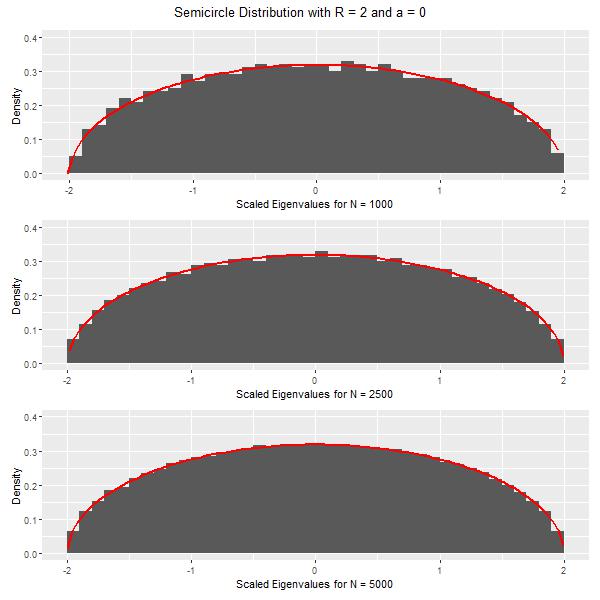 Semicircle Distribution with R = 2 and a = 0
0.4
0.3
0.2
0.1
0.0
Density
-2 -1 0 1 2
Scaled Eigenvalues for N = 1000
0.4
0.3
0.2
0.1
0.0
Density
-2 -1 0 1 2
Scaled Eigenvalues for N = 2500
0.4
0.3
0.2
0.1
0.0
Density
-2 -1 0 1 2
Scaled Eigenvalues for N = 5000